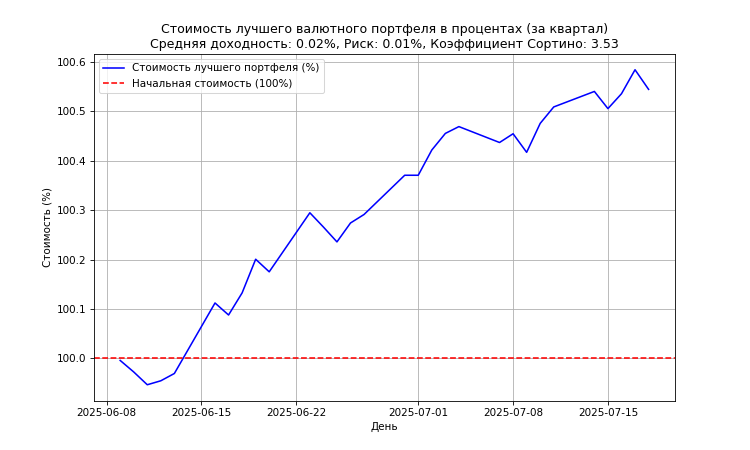 Стоимость лучшего валютного портфеля в процентах (за квартал)
Средняя доходность: 0.02%, Риск: 0.01%, Коэффициент Сортино: 3.53
Стоимость лучшего портфеля (%)
Начальная стоимость (100%)
Стоимость (%)
100.6
100.5
100.4
100.3
100.2
100.1
100.0
2025-06-08
2025-06-15
2025-06-22
2025-07-01
2025-07-08
2025-07-15
День